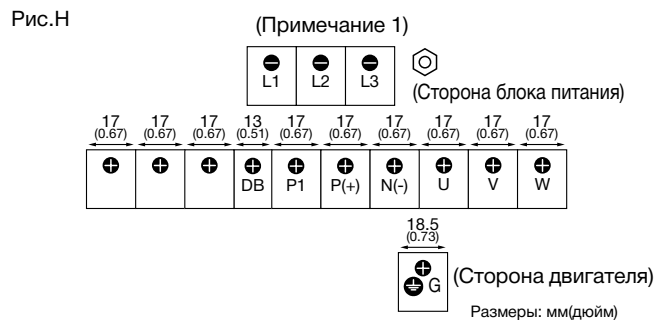 Рис.H
(Примечание 1)
L1 L2 L3
(Сторона блока питания)
17 17 17 13 17 17 17 17 17 17
(0.67) (0.67) (0.67) (0.51) (0.67) (0.67) (0.67) (0.67) (0.67) (0.67)
DB P1 P(+) N(-) U V W
18.5
(0.73)
G (Сторона двигателя)
Размеры: мм(дюйм)